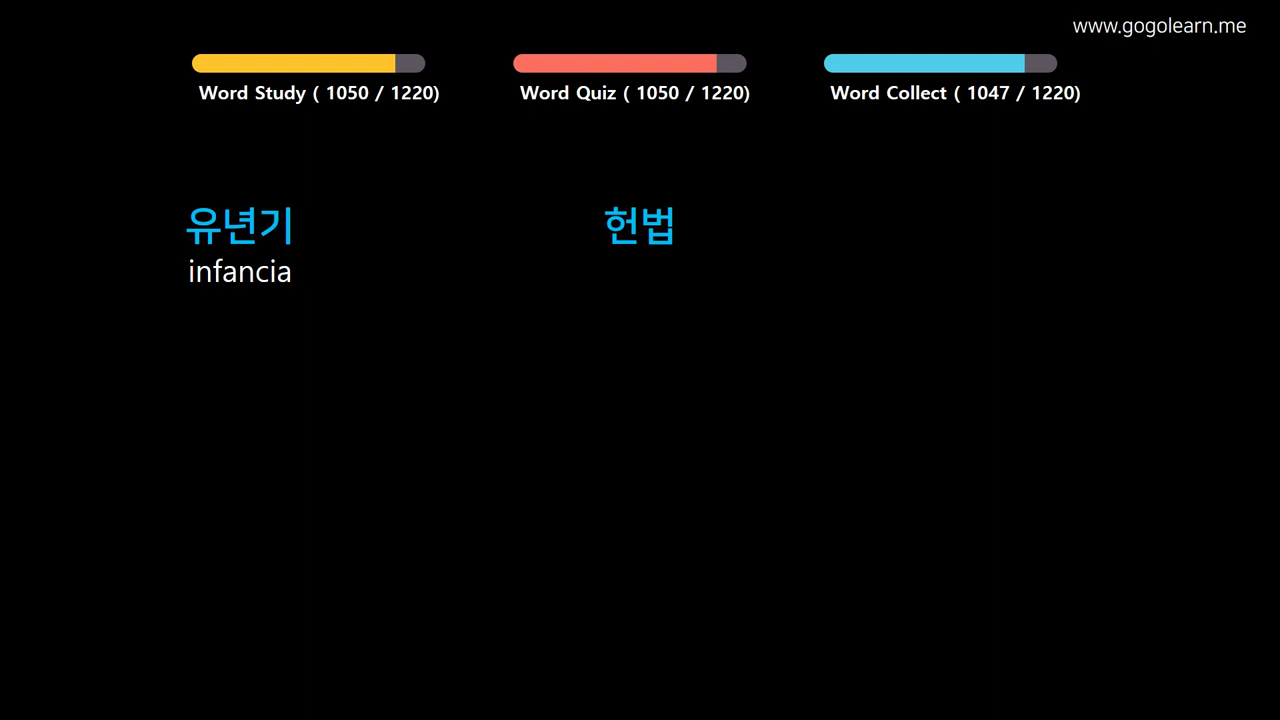 www.gogolearn.me
Word Study ( 1050 / 1220)
Word Quiz ( 1050 / 1220)
Word Collect ( 1047 / 1220)
유년기
헌법
infancia